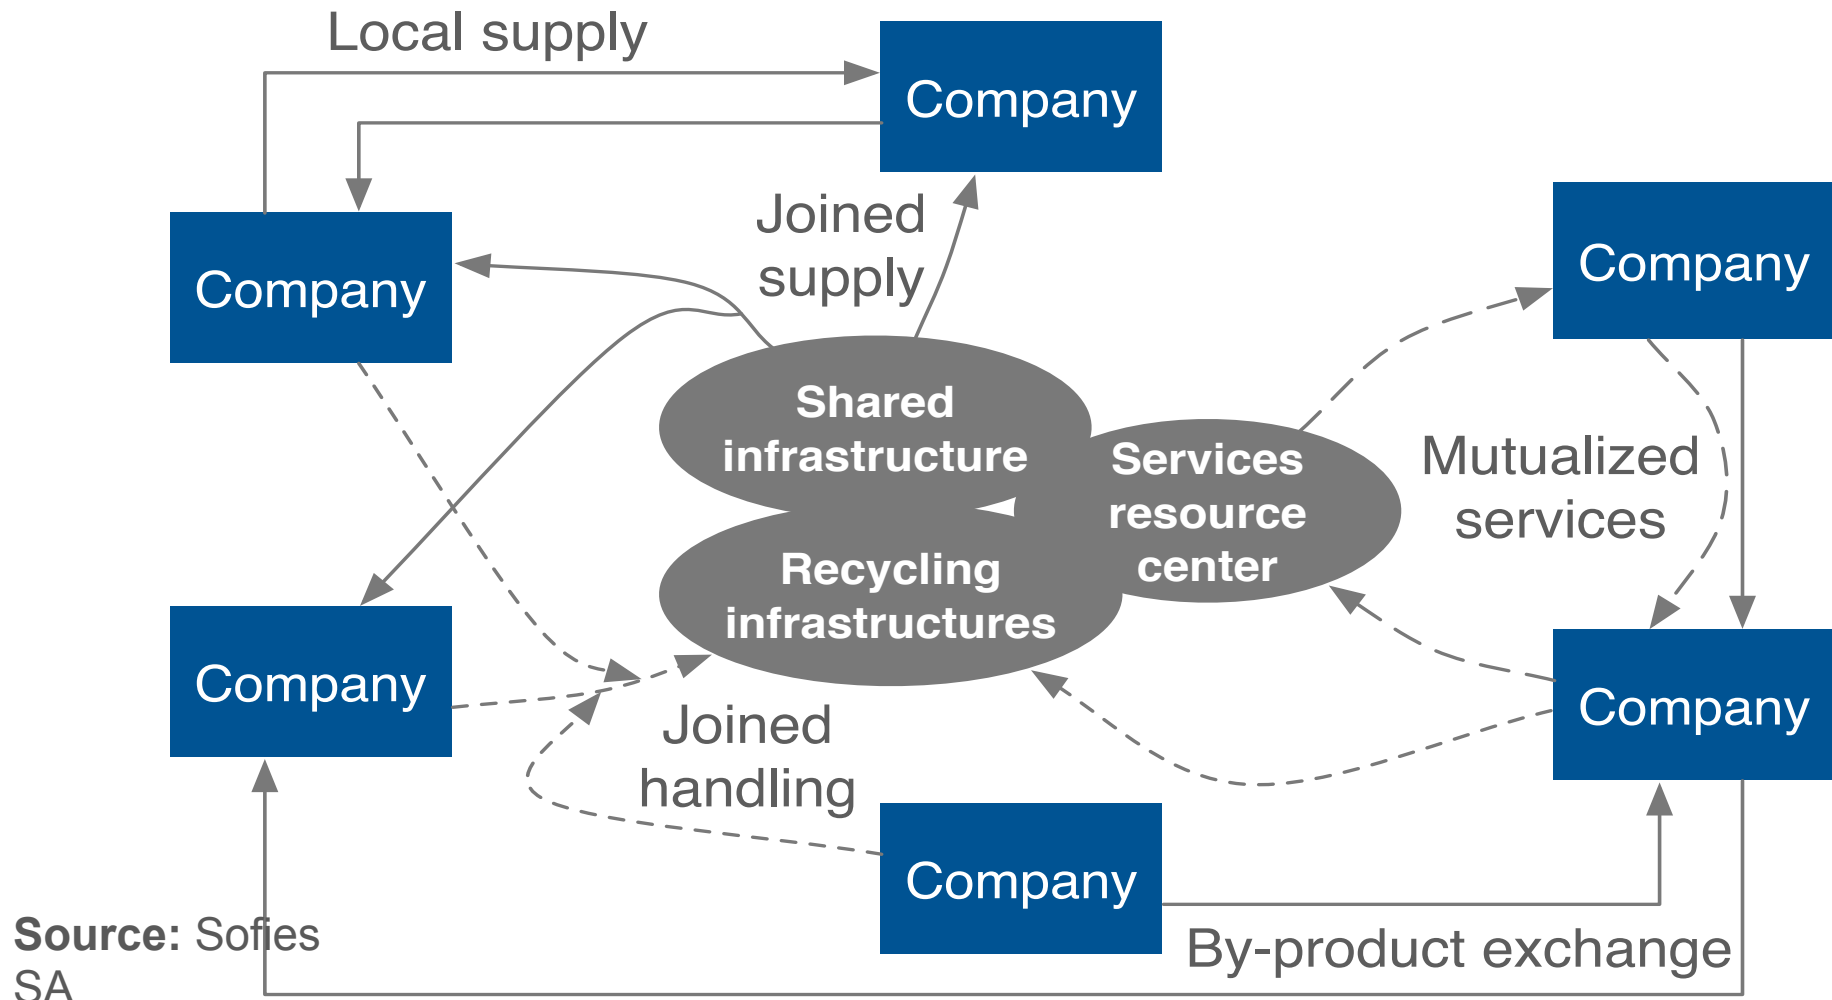 Local supply
Company
Joined
supply
Company
Company
Shared
infrastructure
Services
resource
center
Mutualized
services
Recycling
infrastructures
Company
Company
Joined
handling
Company
By-product exchange
Source: Sofies
SA